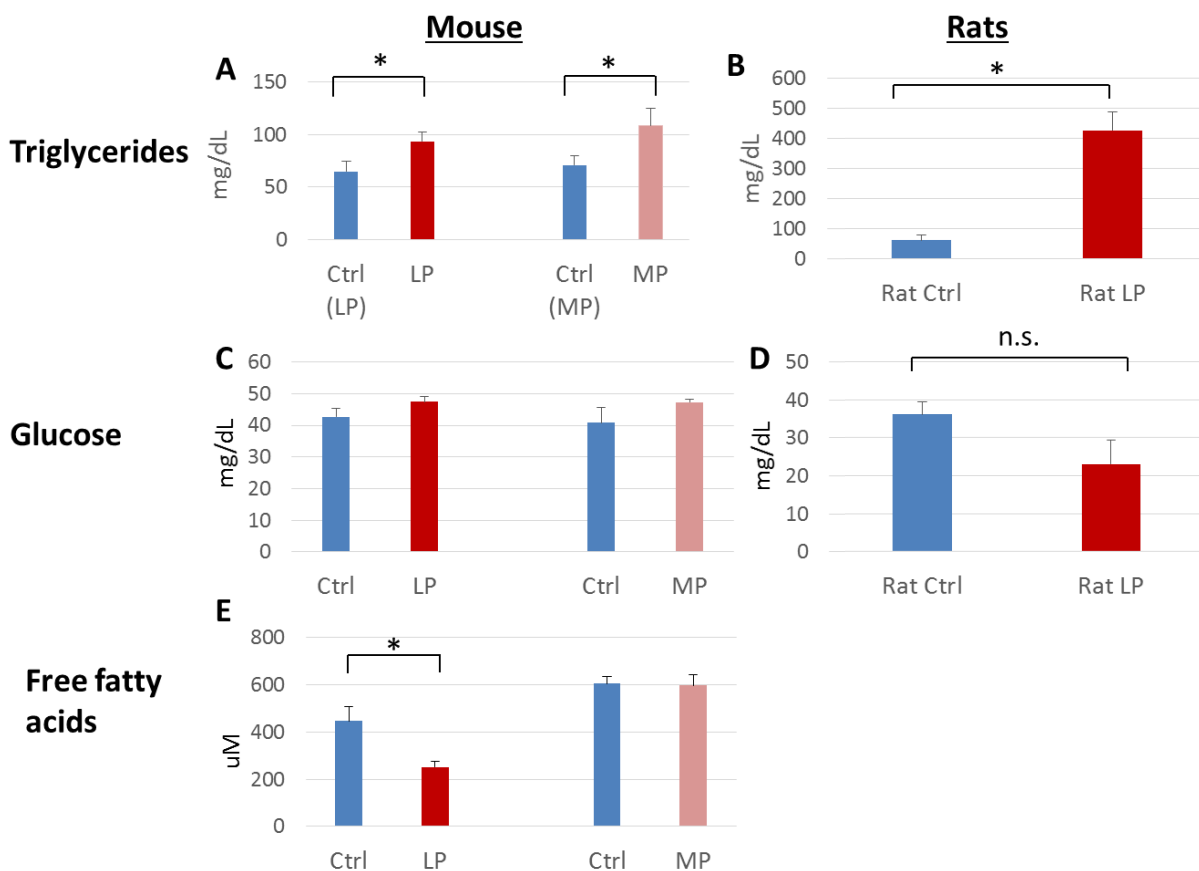 Mouse
Rats
Triglycerides
A
mg/dL
150
100
50
0
*
*
Ctrl
(LP)
LP
Ctrl
(MP)
MP
B
mg/dL
600
500
400
300
200
100
0
*
Rat Ctrl
Rat LP
Glucose
C
mg/dL
60
50
40
30
20
10
0
Ctrl
LP
Ctrl
MP
D
mg/dL
50
40
30
20
10
0
n.s.
Rat Ctrl
Rat LP
Free fatty
acids
E
uM
800
600
400
200
0
*
Ctrl
LP
Ctrl
MP